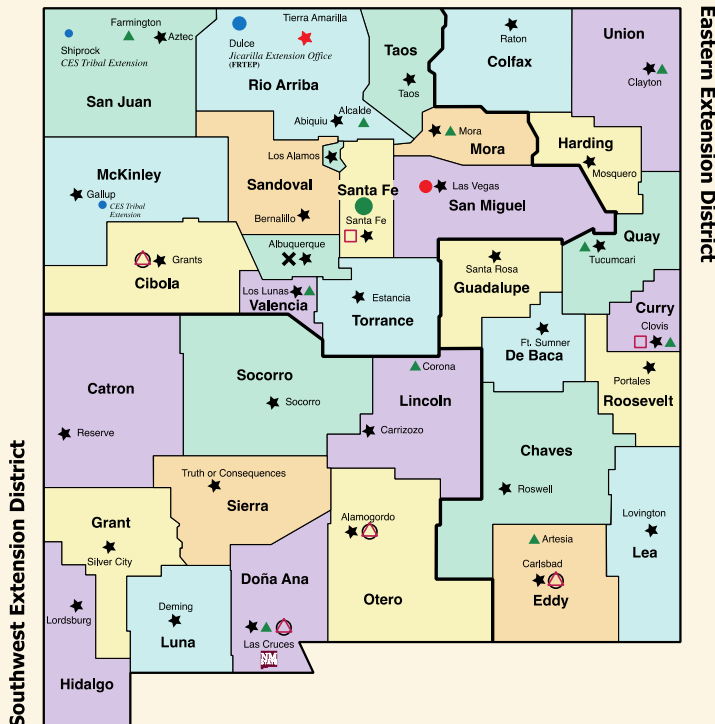 Farmington
Aztec
Shiprock
CES Tribal Extension
San Juan
Tierra Amarilla
Dulce
Jicarilla Extension Office
(FRTEP)
Rio Arriba
Alcalde
Abiquiu
Taos
Taos
Raton
Colfax
Union
Clayton
Eastern Extension District
McKinley
Gallup
CES Tribal
Extension
Los Alamos
Sandoval
Bernalillo
Santa Fe
Santa Fe
Mora
Mora
Las Vegas
San Miguel
Harding
Mosquero
Quay
Tucumcari
Grants
Cibola
Albuquerque
Los Lunas
Valencia
Estancia
Torrance
Santa Rosa
Guadalupe
Ft. Sumner
De Baca
Curry
Clovis
Portales
Roosevelt
Catron
Reserve
Socorro
Socorro
Corona
Lincoln
Carrizozo
Chaves
Roswell
Lovington
Lea
Southwest Extension District
Truth or Consequences
Sierra
Grant
Silver City
Alamogordo
Otero
Artesia
Carlsbad
Eddy
Doña Ana
Las Cruces
NM
Deming
Luna
Lordsburg
Hidalgo